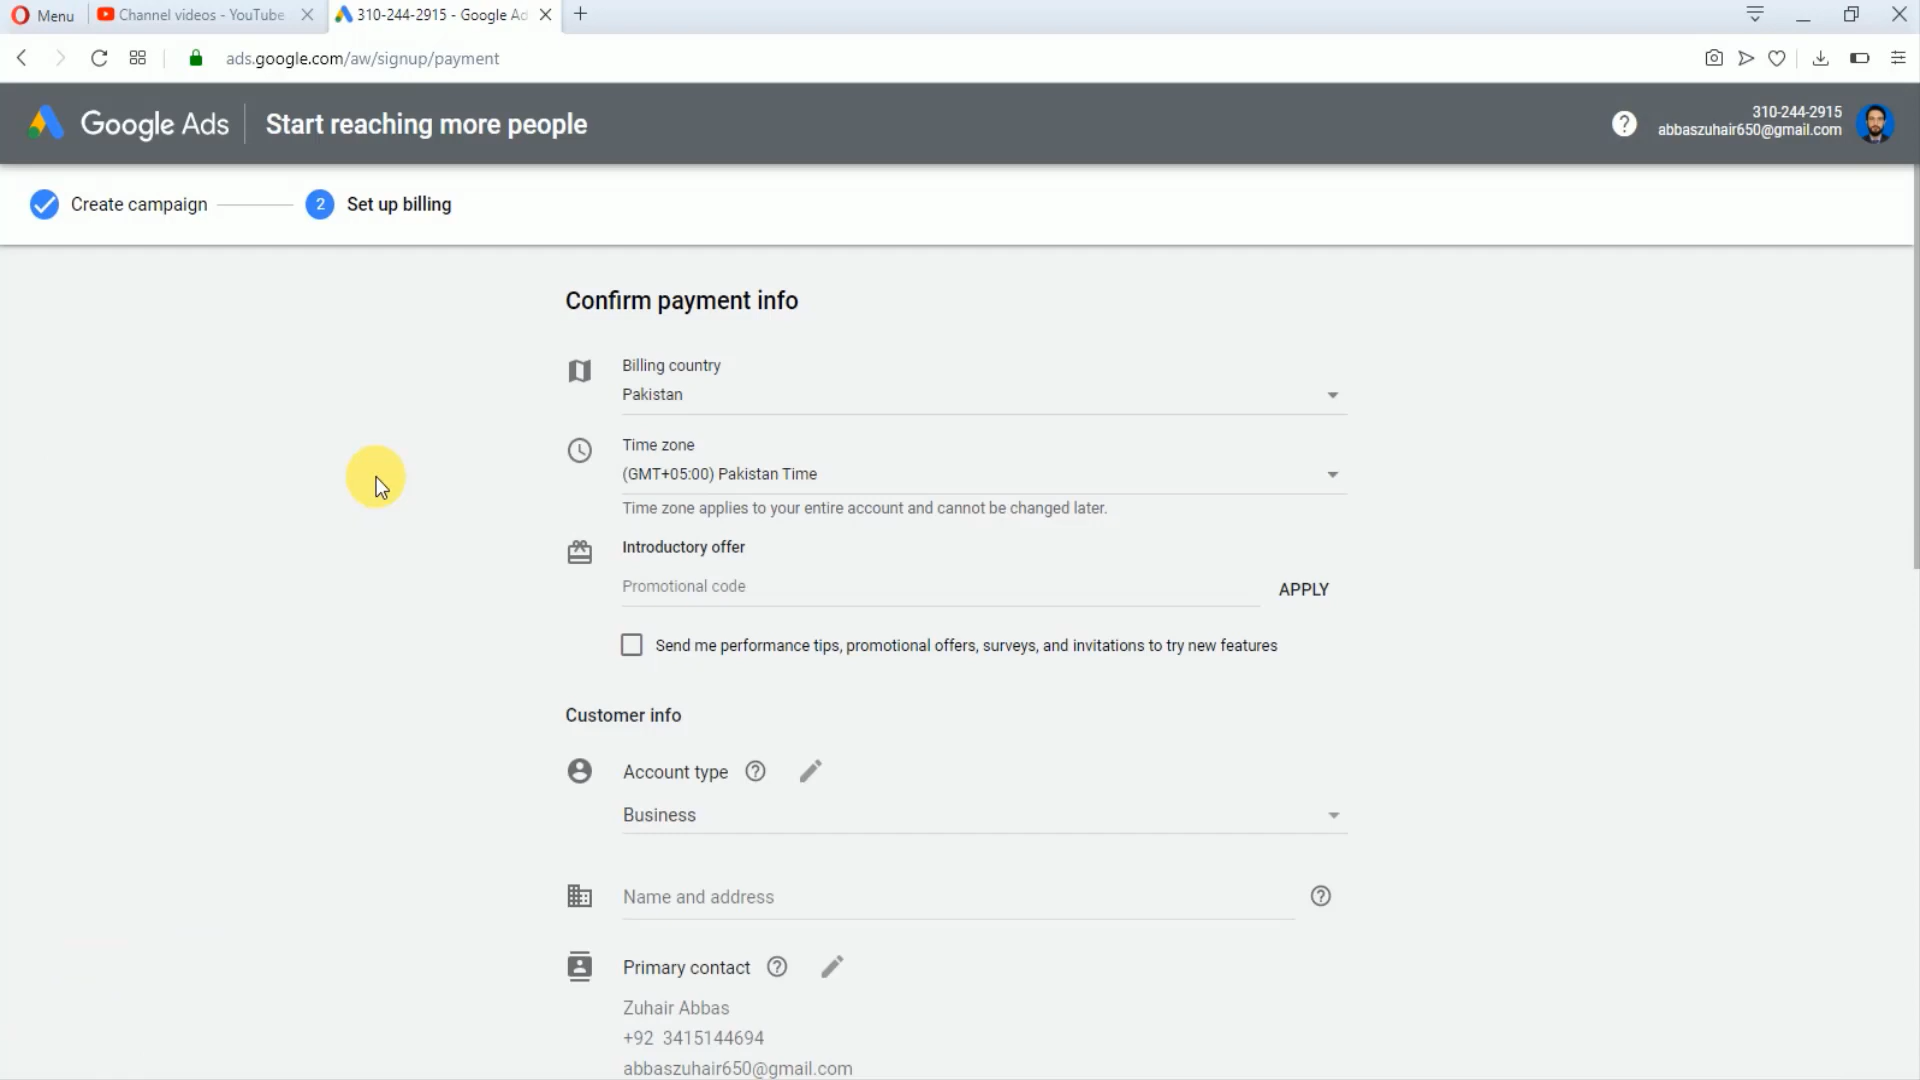 Menu
Channel videos - YouTube
310-244-2915 - Google Ad
ads.google.com/aw/signup/payment
Google Ads
Start reaching more people
310-244-2915
abbaszuhair650@gmail.com
Create campaign
2
Set up billing
Confirm payment info
Billing country
Pakistan
Time zone
(GMT+05:00) Pakistan Time
Time zone applies to your entire account and cannot be changed later.
Introductory offer
Promotional code
APPLY
Send me performance tips, promotional offers, surveys, and invitations to try new features
Customer info
Account type
Business
Name and address
Primary contact
Zuhair Abbas
+92 3415144694
abbaszuhair650@gmail.com